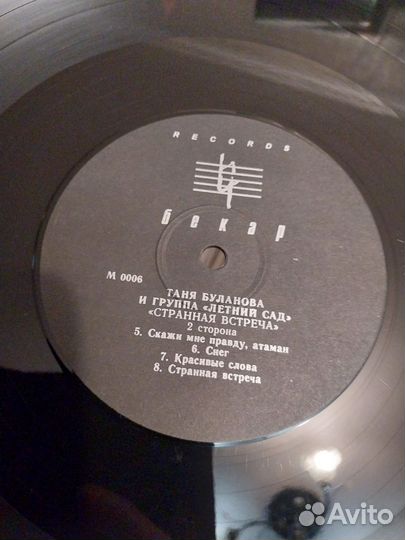 RECORDS
бекар
М 0006
ТАНЯ БУЛАНОВА
И ГРУППА «ЛЕТНИЙ САД»
«СТРАННАЯ ВСТРЕЧА»
2 сторона
5. Скажи мне правду, атаман
6. Снег
7. Красивые слова
8. Странная встреча
Avito